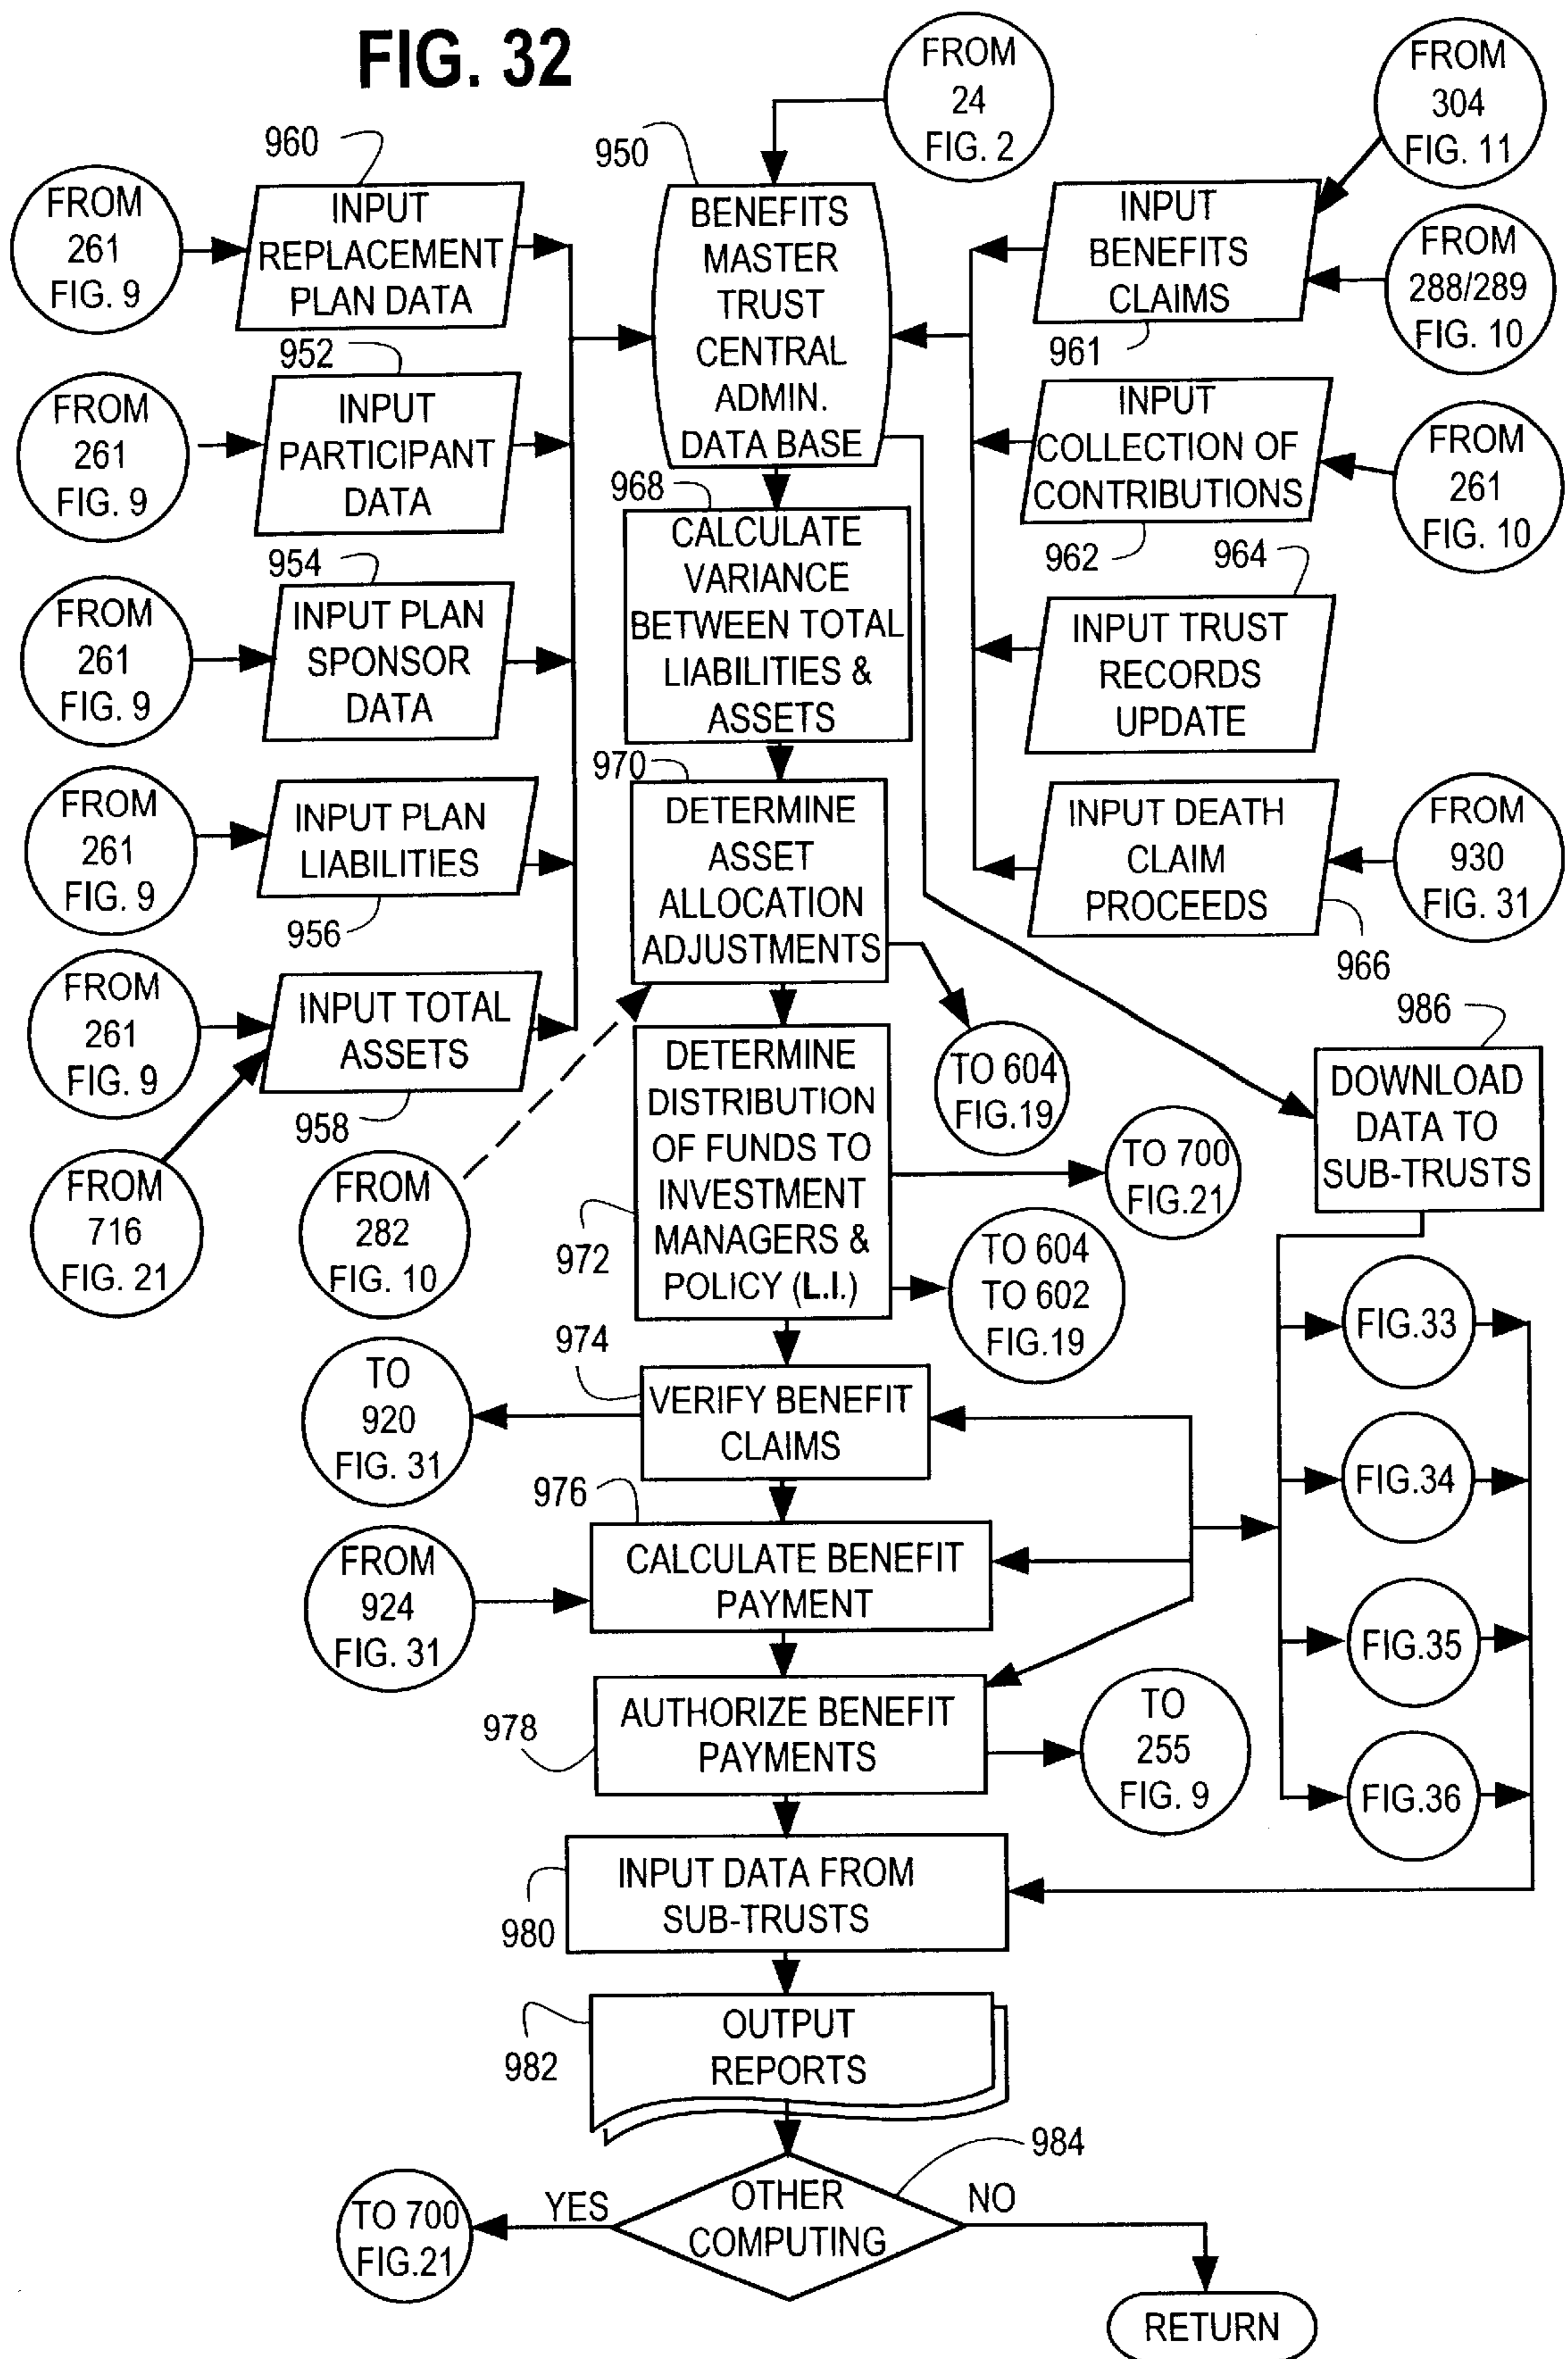 FIG. 32
FROM
24
FIG. 2
FROM
304
FIG. 11
960
950
FROM
261
FIG. 9
INPUT
REPLACEMENT
PLAN DATA
BENEFITS
MASTER
TRUST
CENTRAL
ADMIN.
DATA BASE
INPUT
BENEFITS
CLAIMS
FROM
288/289
FIG. 10
961
952
FROM
261
FIG. 9
INPUT
PARTICIPANT
DATA
INPUT
COLLECTION OF
CONTRIBUTIONS
FROM
261
FIG. 10
962
964
968
CALCULATE
VARIANCE
BETWEEN TOTAL
LIABILITIES &
ASSETS
954
FROM
261
FIG. 9
INPUT PLAN
SPONSOR
DATA
INPUT TRUST
RECORDS
UPDATE
970
DETERMINE
ASSET
ALLOCATION
ADJUSTMENTS
FROM
261
FIG. 9
INPUT PLAN
LIABILITIES
956
INPUT DEATH
CLAIM
PROCEEDS
FROM
930
FIG. 31
966
FROM
261
FIG. 9
INPUT TOTAL
ASSETS
958
986
DETERMINE
DISTRIBUTION
OF FUNDS TO
INVESTMENT
MANAGERS &
POLICY (L.I.)
972
TO 604
FIG.19
DOWNLOAD
DATA TO
SUB-TRUSTS
FROM
716
FIG. 21
FROM
282
FIG. 10
TO 700
FIG.21
TO 604
TO 602
FIG.19
FIG.33
974
TO
920
FIG. 31
VERIFY BENEFIT
CLAIMS
FIG.34
976
FROM
924
FIG. 31
CALCULATE BENEFIT
PAYMENT
FIG.35
978
AUTHORIZE BENEFIT
PAYMENTS
TO
255
FIG. 9
FIG.36
INPUT DATA FROM
SUB-TRUSTS
980
OUTPUT
REPORTS
982
984
TO 700
FIG.21
YES
OTHER
COMPUTING
NO
RETURN